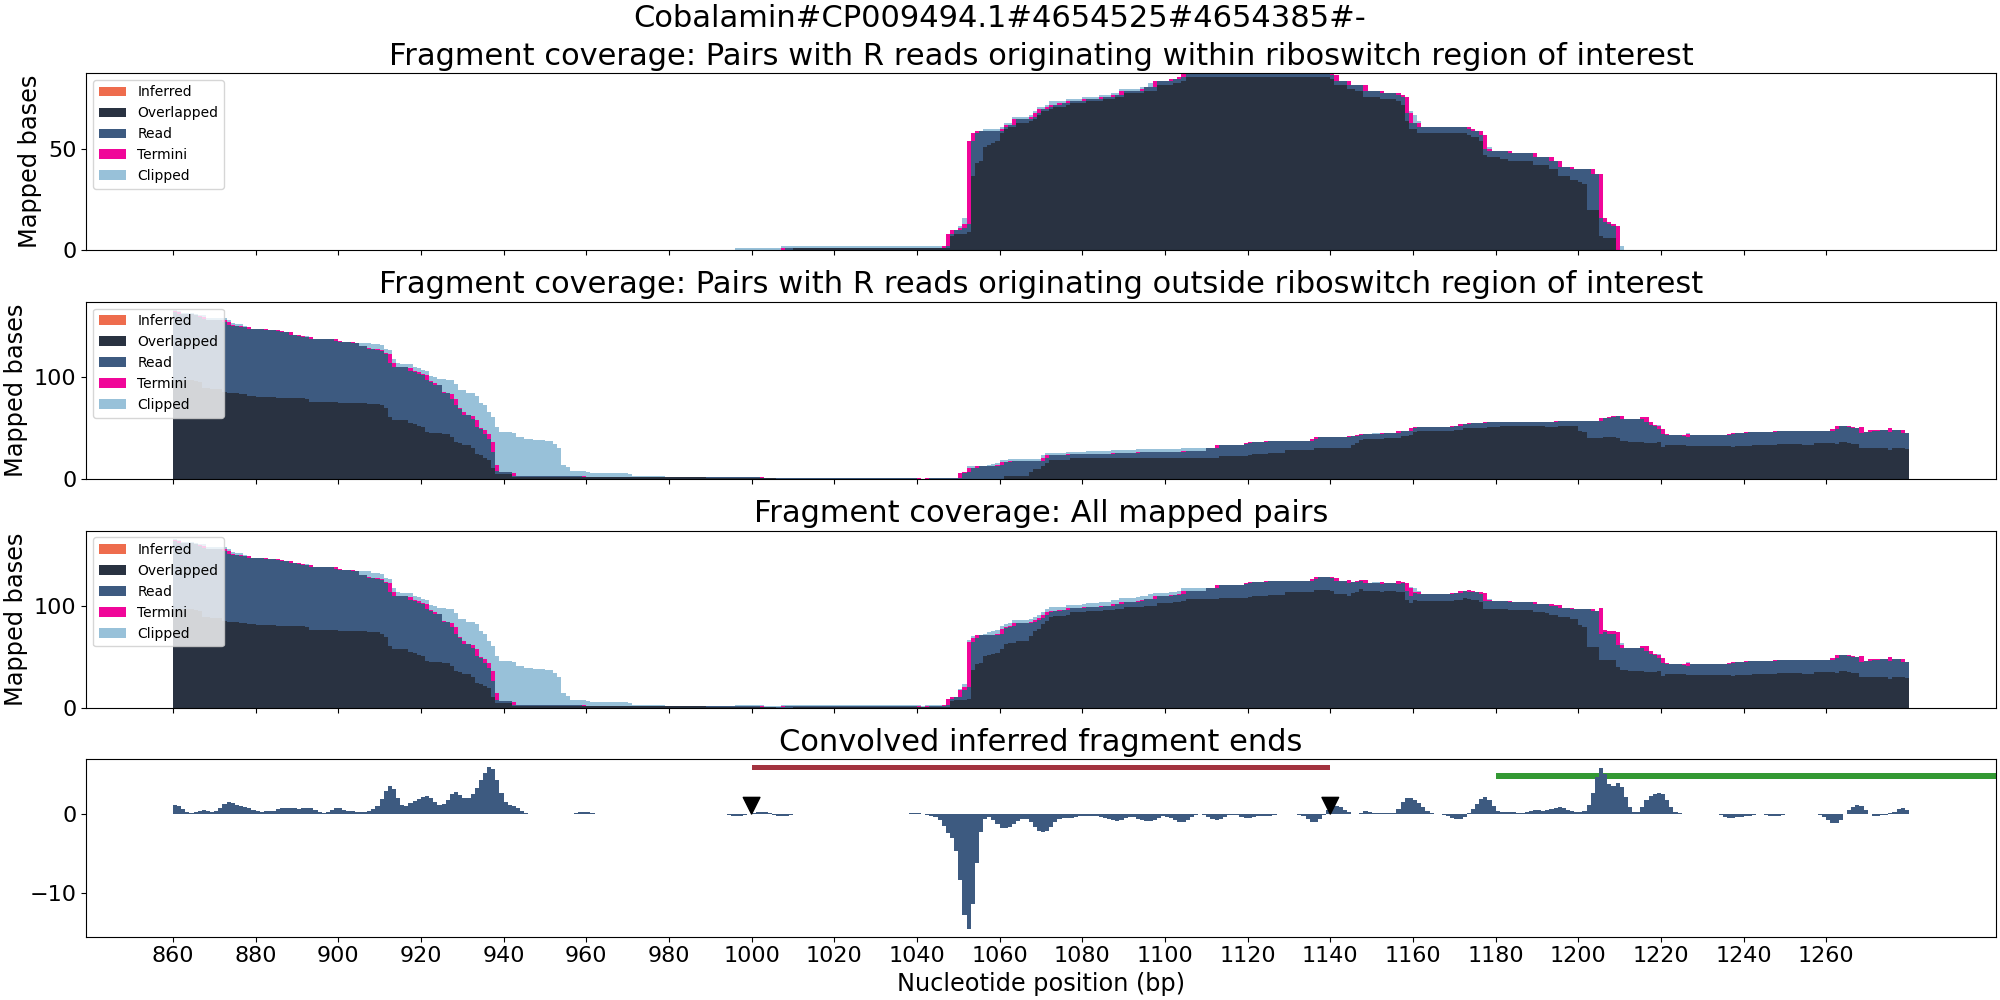 Cobalamin#CP009494.1#4654525#4654385#-
Fragment coverage: Pairs with R reads originating within riboswitch region of interest
Mapped bases
50
0
Inferred
Overlapped
Read
Termini
Clipped
Fragment coverage: Pairs with R reads originating outside riboswitch region of interest
Mapped bases
100
0
Inferred
Overlapped
Read
Termini
Clipped
Fragment coverage: All mapped pairs
Mapped bases
100
0
Inferred
Overlapped
Read
Termini
Clipped
Convolved inferred fragment ends
0
−10
860 880 900 920 940 960 980 1000 1020 1040 1060 1080 1100 1120 1140 1160 1180 1200 1220 1240 1260
Nucleotide position (bp)